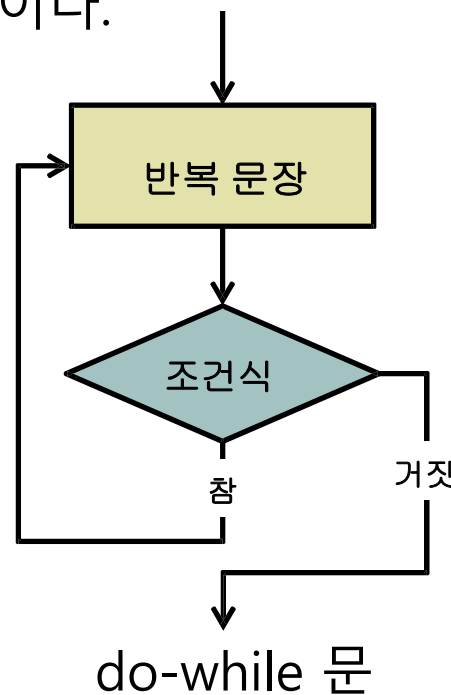 이다.
반복 문장
조건식
참
거짓
do-while 문